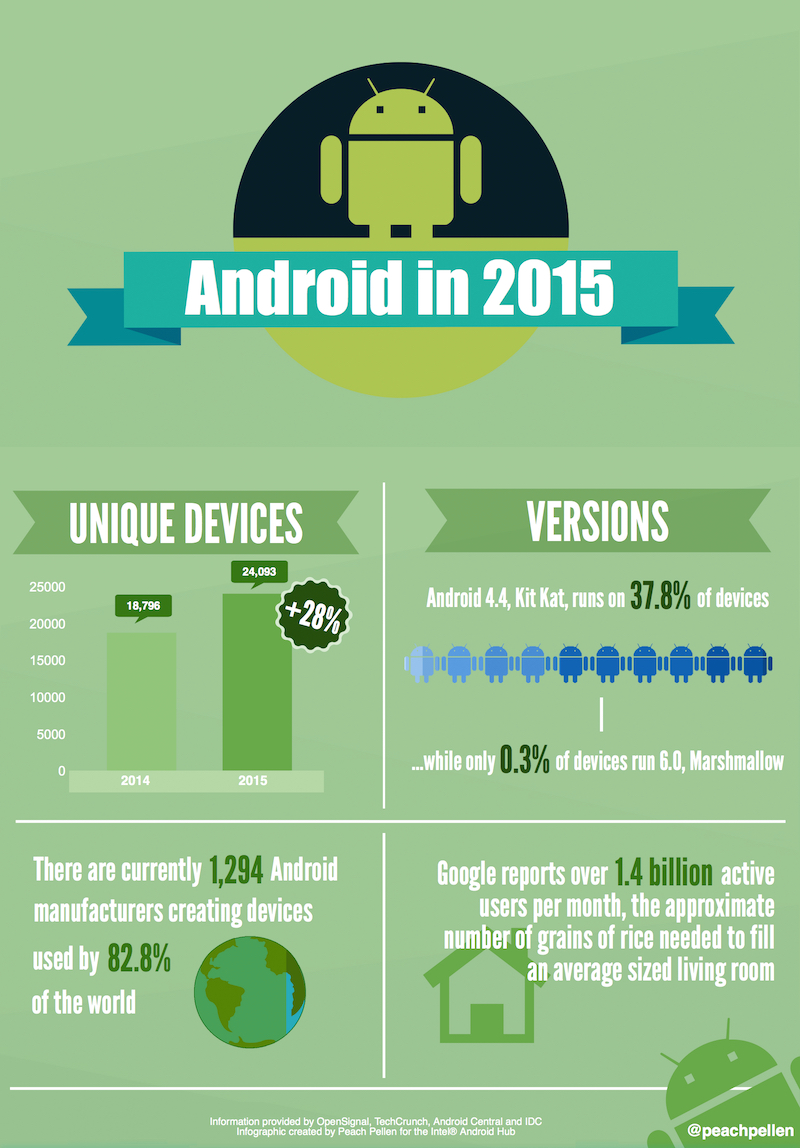 Android in 2015
UNIQUE DEVICES
25000
20000
15000
10000
5000
0
18,796
24,093
+28%
2014
2015
VERSIONS
Android 4.4, Kit Kat, runs on 37.8% of devices
...while only 0.3% of devices run 6.0, Marshmallow
There are currently 1,294 Android
manufacturers creating devices
used by 82.8%
of the world
Google reports over 1.4 billion active
users per month, the approximate
number of grains of rice needed to fill
an average sized living room
Information provided by OpenSignal, TechCrunch, Android Central and IDC
Infographic created by Peach Pellen for the Intel® Android Hub
@peachpellen